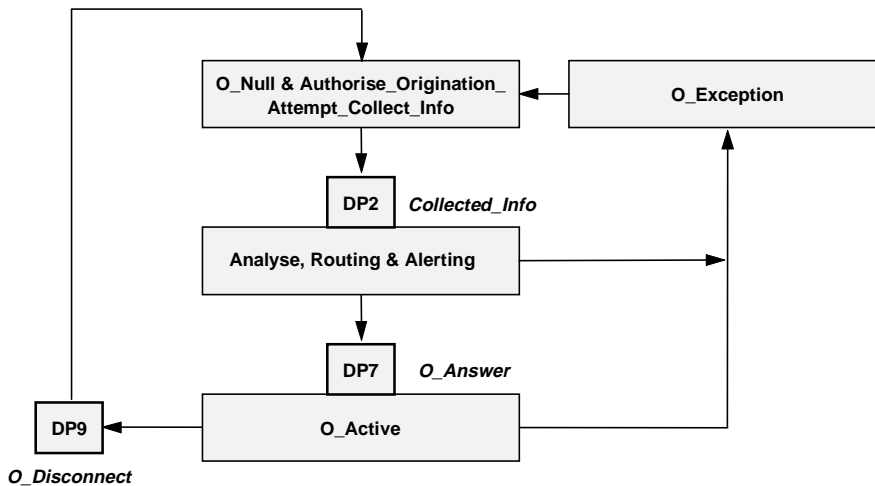 O_Null & Authorise_Origination_
Attempt_Collect_Info
O_Exception
DP2
Collected_Info
Analyse, Routing & Alerting
DP7
O_Answer
DP9
O_Active
O_Disconnect